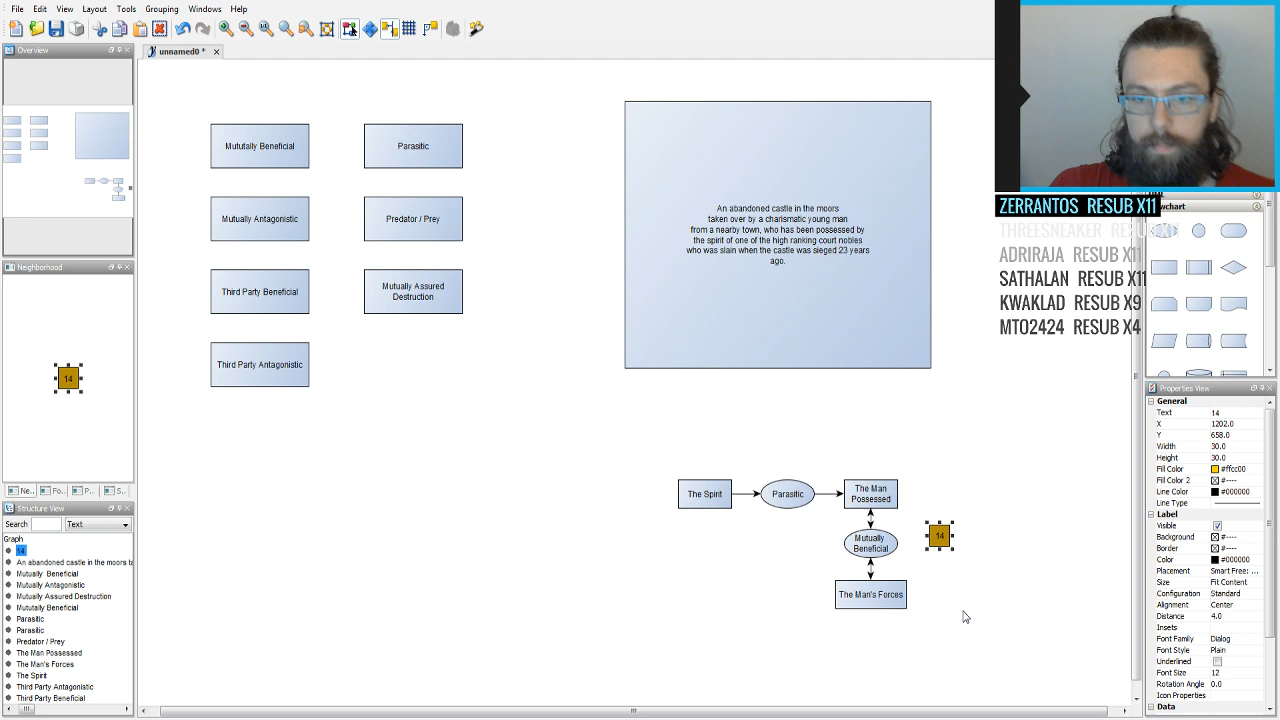 File Edit View Layout Tools Grouping Windows Help
unnamed0 *
Overview
Neighborhood
14
Ne... Fo... P... S...
Structure View
Search Text
Graph
14
An abandoned castle in the moors ta
Mutually Beneficial
Mutually Antagonistic
Mutually Assured Destruction
Mututally Beneficial
Parasitic
Parasitic
Predator / Prey
The Man Possessed
The Man's Forces
The Spirit
Third Party Antagonistic
Third Party Beneficial
Mututally Beneficial
Parasitic
Mutually Antagonistic
Predator / Prey
Third Party Beneficial
Mutually Assured
Destruction
Third Party Antagonistic
An abandoned castle in the moors
taken over by a charismatic young man
from a nearby town, who has been possessed by
the spirit of one of the high ranking court nobles
who was slain when the castle was sieged 23 years
ago.
The Spirit
Parasitic
The Man
Possessed
Mutually
Beneficial
14
The Man's Forces
ZERRANTOS RESUB X11
THREESNEAKER RESUB
ADRIRAJA RESUB X11
SATHALAN RESUB X11
KWAKLAD RESUB X9
MTO2424 RESUB X4
wchart
Properties View
General
Text 14
X 1202.0
Y 658.0
Width 30.0
Height 30.0
Fill Color #ffcc00
Fill Color 2 #----
Line Color #000000
Line Type
Label
Visible
Background #----
Border #----
Color #000000
Placement Smart Free: ...
Size Fit Content
Configuration Standard
Alignment Center
Distance 4.0
Insets
Font Family Dialog
Font Style Plain
Underlined
Font Size 12
Rotation Angle 0.0
Icon Properties
Data